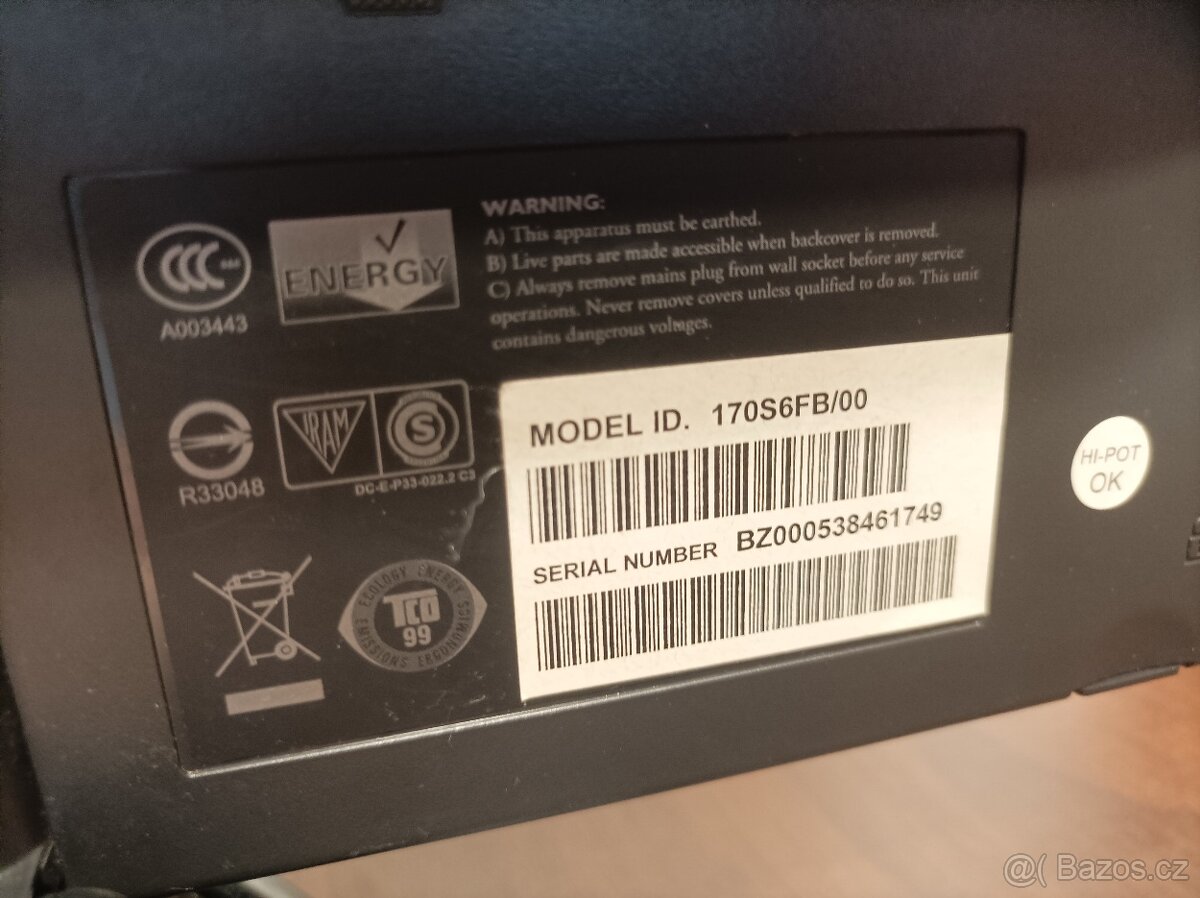 WARNING:
A) This apparatus must be earthed.
B) Live parts are made accessible when backcover is removed.
C) Always remove mains plug from wall socket before any service
operations. Never remove covers unless qualified to do so. This unit
contains dangerous voltages.
CCC
A003443
ENERGY
R33048
IRAM
S
DC-E-P33-022.2 C3
MODEL ID. 170S6FB/00
SERIAL NUMBER BZ000538461749
HI-POT
OK
ECOLOGY ENERGY
TCO
99
EMISSIONS ERGONOMICS
@( Bazos.cz